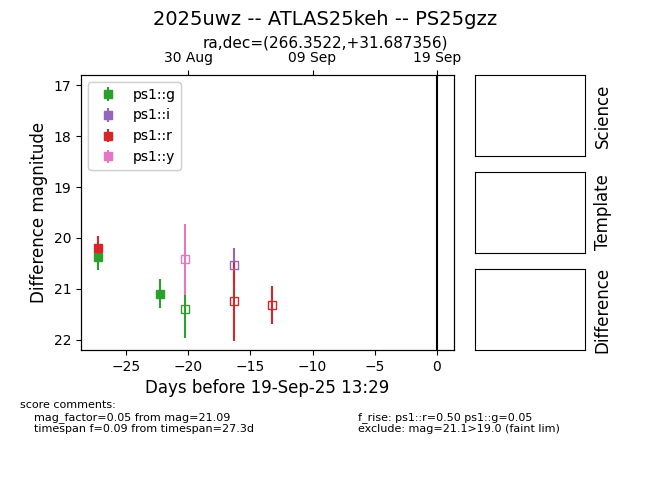 2025uwz -- ATLAS25keh -- PS25gzz
ra,dec=(266.3522,+31.687356)
30 Aug
09 Sep
19 Sep
17
18
19
20
21
22
Difference magnitude
ps1::g
ps1::i
ps1::r
ps1::y
−25
−20
−15
−10
−5
0
Days before 19-Sep-25 13:29
Science
Template
Difference
score comments:
mag_factor=0.05 from mag=21.09
timespan f=0.09 from timespan=27.3d
f_rise: ps1::r=0.50 ps1::g=0.05
exclude: mag=21.1>19.0 (faint lim)